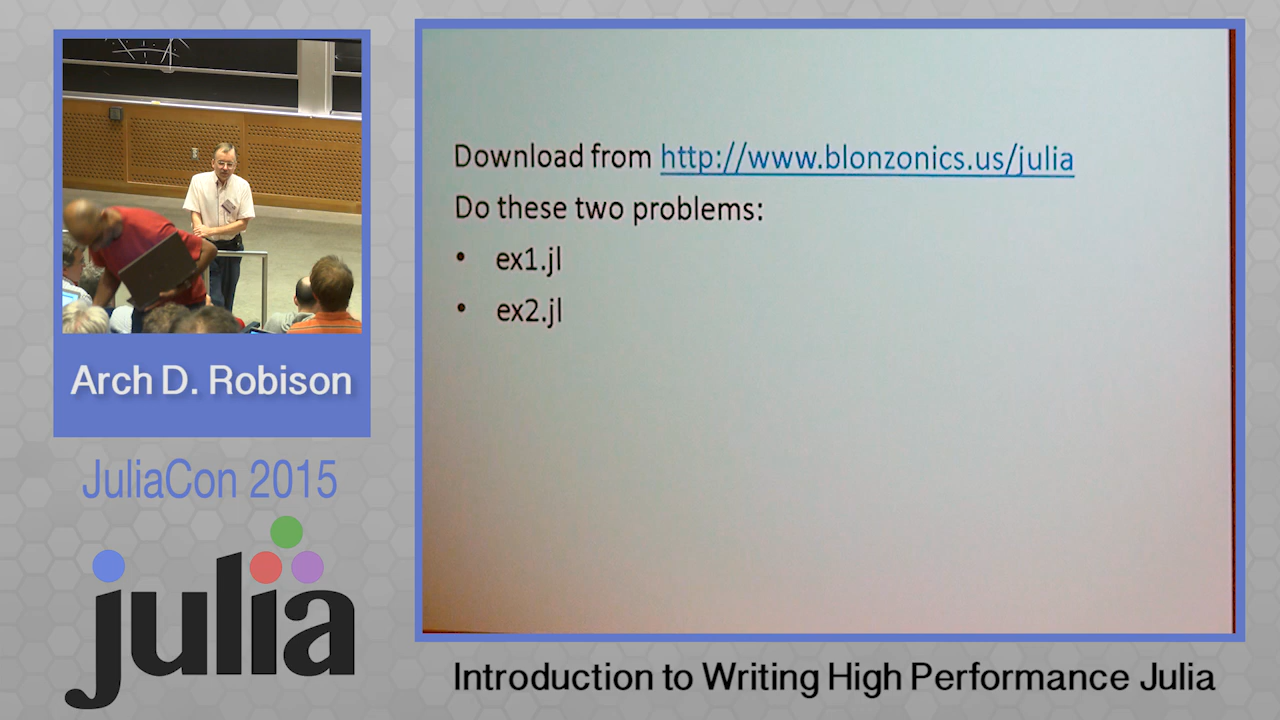 Arch D. Robison
JuliaCon 2015
julia
Download from http://www.blonzonics.us/julia
Do these two problems:
• ex1.jl
• ex2.jl
Introduction to Writing High Performance Julia